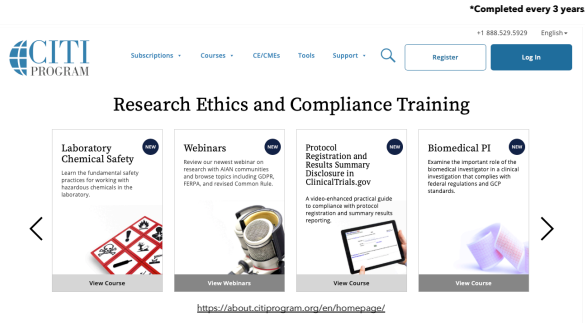 *Completed every 3 years
+1 888.529.5929 English
CITI PROGRAM
Subscriptions Courses CE/CMEs Tools Support Register Log In
Research Ethics and Compliance Training
Laboratory
Chemical Safety
NEW
Learn the fundamental safety
practices for working with
hazardous chemicals in the
laboratory.
View Course
Webinars
NEW
Review our newest webinar on
research with AIAN communities
and browse topics including GDPR,
FERPA, and revised Common Rule.
View Webinars
Protocol
Registration and
Results Summary
Disclosure in
ClinicalTrials.gov
NEW
A video-enhanced practical guide
to compliance with protocol
registration and summary results
reporting.
View Course
Biomedical PI
NEW
Examine the important role of the
biomedical investigator in a clinical
investigation that complies with
federal regulations and GCP
standards.
View Course
https://about.citiprogram.org/en/homepage/